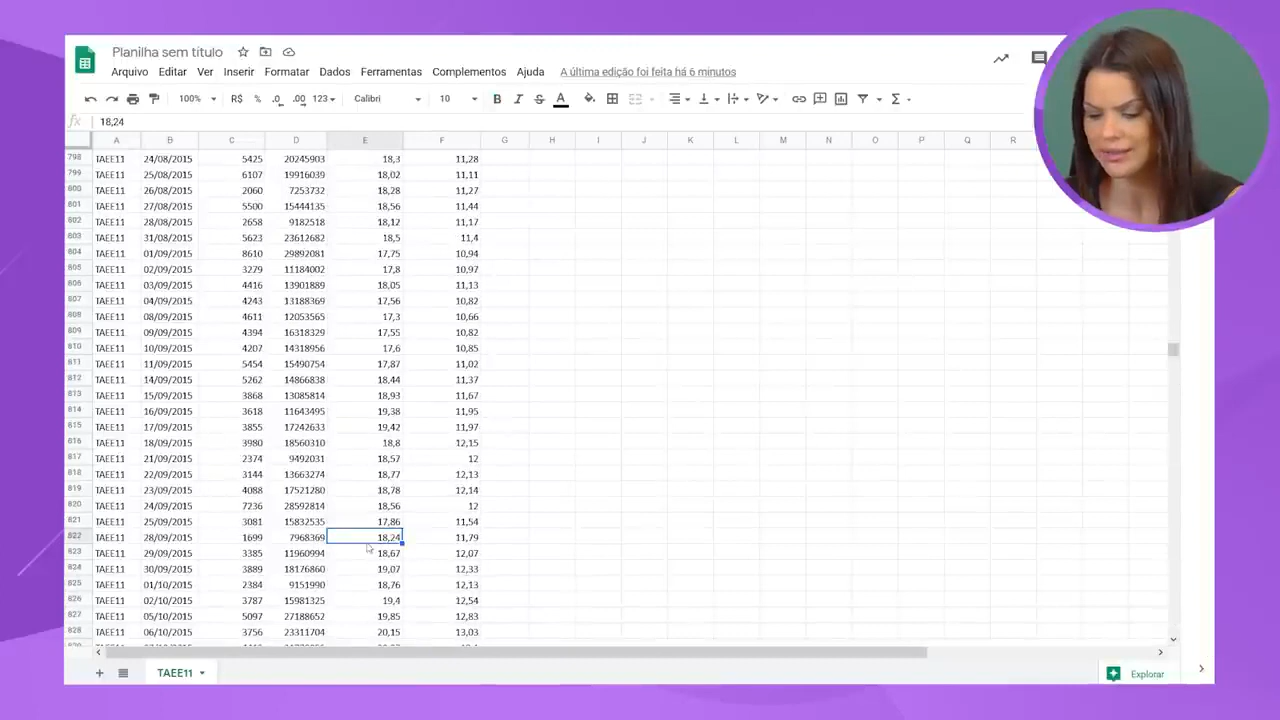 Planilha sem título
Arquivo Editar Ver Inserir Formatar Dados Ferramentas Complementos Ajuda A última edição foi feita há 6 minutos
100% R$ % .0 .00 123 Calibri 10 B I S A
fx 18,24
A B C D E F G H I J K L M N O P Q R
798 TAEE11 24/08/2015 5425 20245903 18,3 11,28
799 TAEE11 25/08/2015 6107 19916039 18,02 11,11
800 TAEE11 26/08/2015 2060 7253732 18,28 11,27
801 TAEE11 27/08/2015 5500 15444135 18,56 11,44
802 TAEE11 28/08/2015 2658 9182518 18,12 11,17
803 TAEE11 31/08/2015 5623 23612682 18,5 11,4
804 TAEE11 01/09/2015 8610 29892081 17,75 10,94
805 TAEE11 02/09/2015 3279 11184002 17,8 10,97
806 TAEE11 03/09/2015 4416 13901889 18,05 11,13
807 TAEE11 04/09/2015 4243 13188369 17,56 10,82
808 TAEE11 08/09/2015 4611 12053565 17,3 10,66
809 TAEE11 09/09/2015 4394 16318329 17,55 10,82
810 TAEE11 10/09/2015 4207 14318956 17,6 10,85
811 TAEE11 11/09/2015 5454 15490754 17,87 11,02
812 TAEE11 14/09/2015 5262 14866838 18,44 11,37
813 TAEE11 15/09/2015 3868 13085814 18,93 11,67
814 TAEE11 16/09/2015 3618 11643495 19,38 11,95
815 TAEE11 17/09/2015 3855 17242633 19,42 11,97
816 TAEE11 18/09/2015 3980 18560310 18,8 12,15
817 TAEE11 21/09/2015 2374 9492031 18,57 12
818 TAEE11 22/09/2015 3144 13663274 18,77 12,13
819 TAEE11 23/09/2015 4088 17521280 18,78 12,14
820 TAEE11 24/09/2015 7236 28592814 18,56 12
821 TAEE11 25/09/2015 3081 15832535 17,86 11,54
822 TAEE11 28/09/2015 1699 7968369 18,24 11,79
823 TAEE11 29/09/2015 3385 11960994 18,67 12,07
824 TAEE11 30/09/2015 3889 18176860 19,07 12,33
825 TAEE11 01/10/2015 2384 9151990 18,76 12,13
826 TAEE11 02/10/2015 3787 15981325 19,4 12,54
827 TAEE11 05/10/2015 5097 27188652 19,85 12,83
828 TAEE11 06/10/2015 3756 23311704 20,15 13,03
TAEE11 Explorar